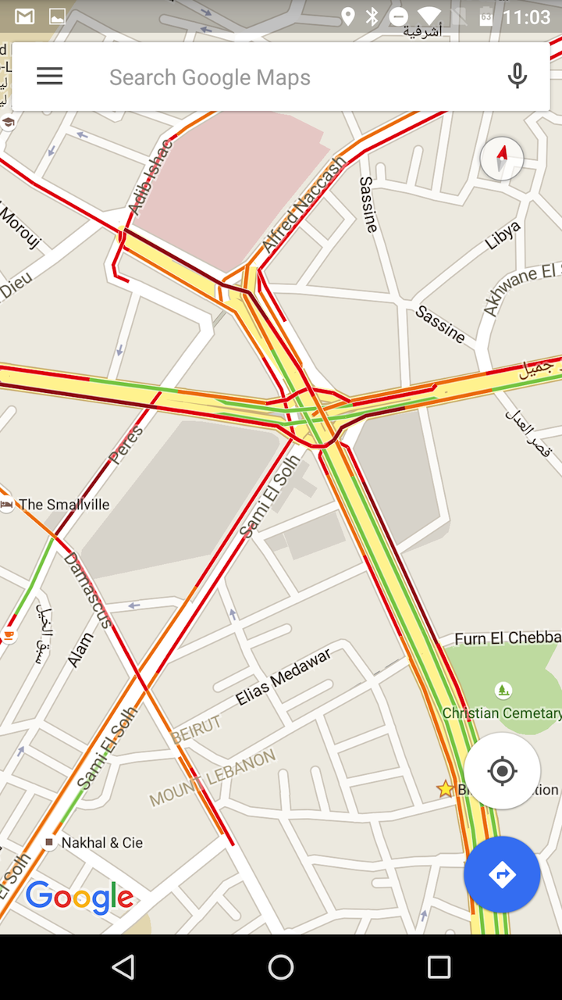 63
11:03
أشرفية
Search Google Maps
Adib Ishac
Alfred Naccash
Sassine
Morouj
Libya
Dieu
Akhwane El
Sassine
جميل
قصر العدل
Peres
The Smallville
Sami El Solh
Damascus
سبق الخيل
Alam
Furn El Chebba
Elias Medawar
Christian Cemetary
BEIRUT
Sami El Solh
MOUNT LEBANON
Nakhal & Cie
El Solh
Google